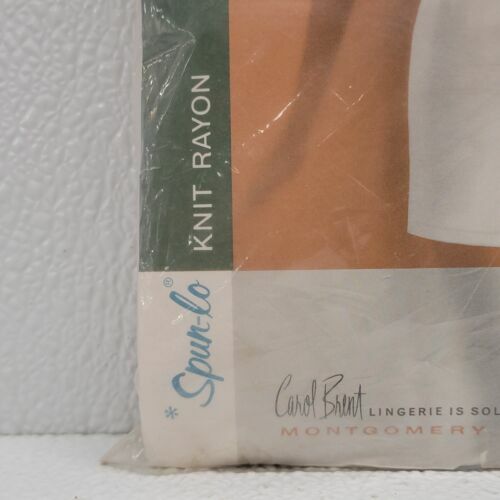 KNIT RAYON
* Spun-lo®
Carol Brent LINGERIE IS SOL
MONTGOMERY